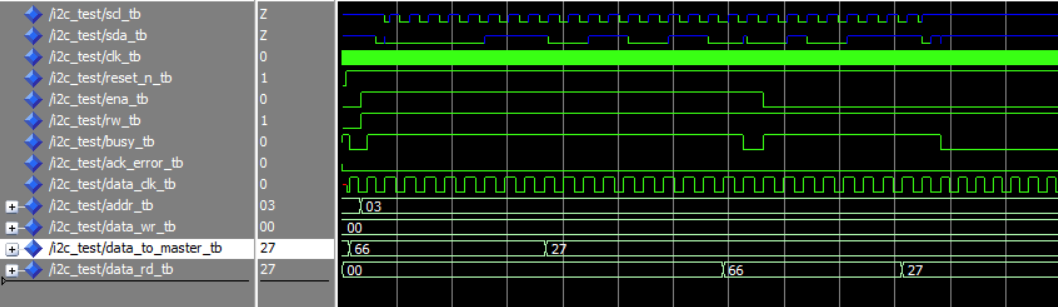 /i2c_test/scl_tb Z
/i2c_test/sda_tb Z
/i2c_test/clk_tb 0
/i2c_test/reset_n_tb 1
/i2c_test/ena_tb 0
/i2c_test/rw_tb 1
/i2c_test/busy_tb 0
/i2c_test/ack_error_tb 0
/i2c_test/data_clk_tb 0
/i2c_test/addr_tb 03 03
/i2c_test/data_wr_tb 00 00
/i2c_test/data_to_master_tb 27 66 27
/i2c_test/data_rd_tb 27 00 66 27